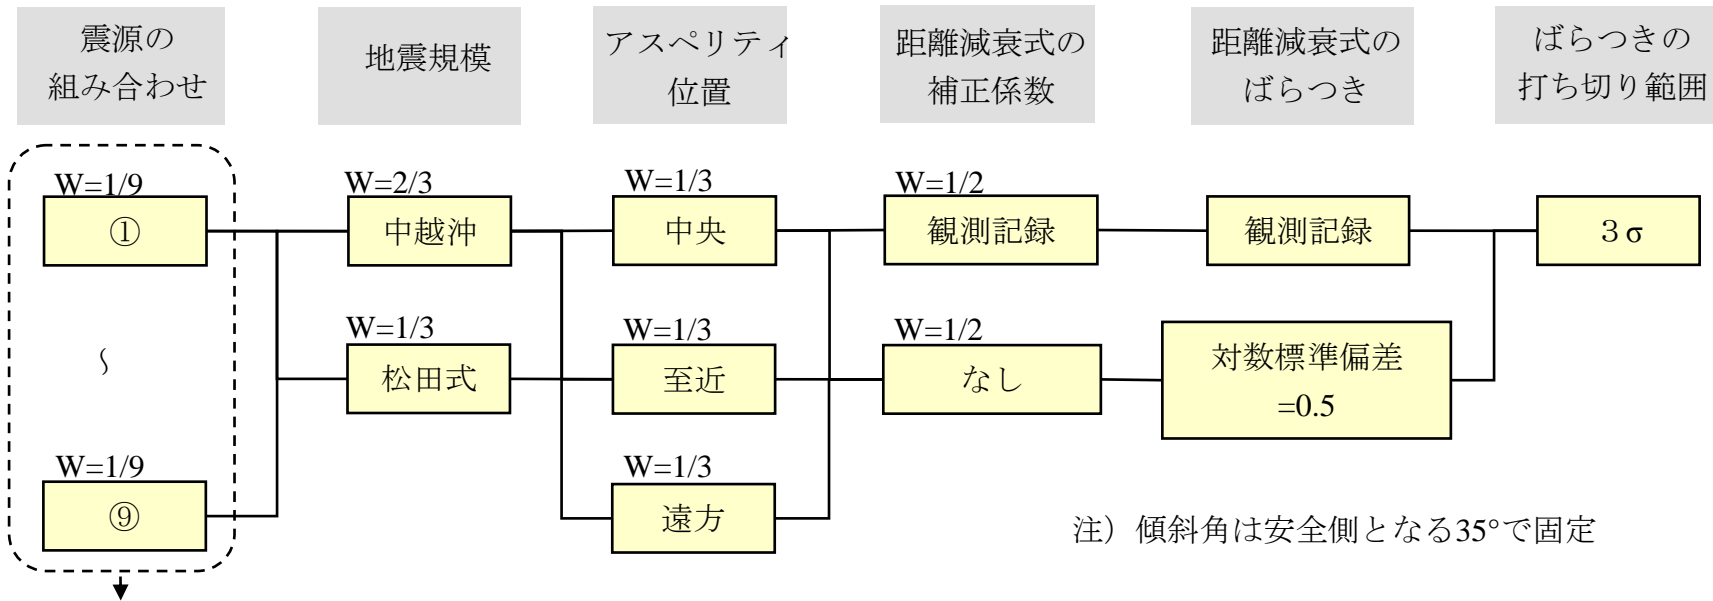 震源の
組み合わせ
地震規模
アスペリティ
位置
距離減衰式の
補正係数
距離減衰式の
ばらつき
ばらつきの
打ち切り範囲
W=1/9
①
～
W=1/9
⑨
W=2/3
中越沖
W=1/3
松田式
W=1/3
中央
W=1/3
至近
W=1/3
遠方
W=1/2
観測記録
W=1/2
なし
観測記録
対数標準偏差
=0.5
３σ
注）傾斜角は安全側となる35°で固定